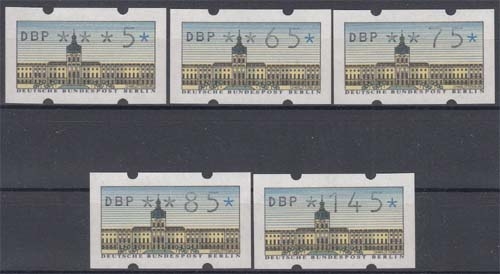 DBP *** 5*
DEUTSCHE BUNDESPOST BERLIN
DBP ** 65*
DEUTSCHE BUNDESPOST BERLIN
DBP ** 75*
DEUTSCHE BUNDESPOST BERLIN
DBP ** 85*
DEUTSCHE BUNDESPOST BERLIN
DBP *145*
DEUTSCHE BUNDESPOST BERLIN